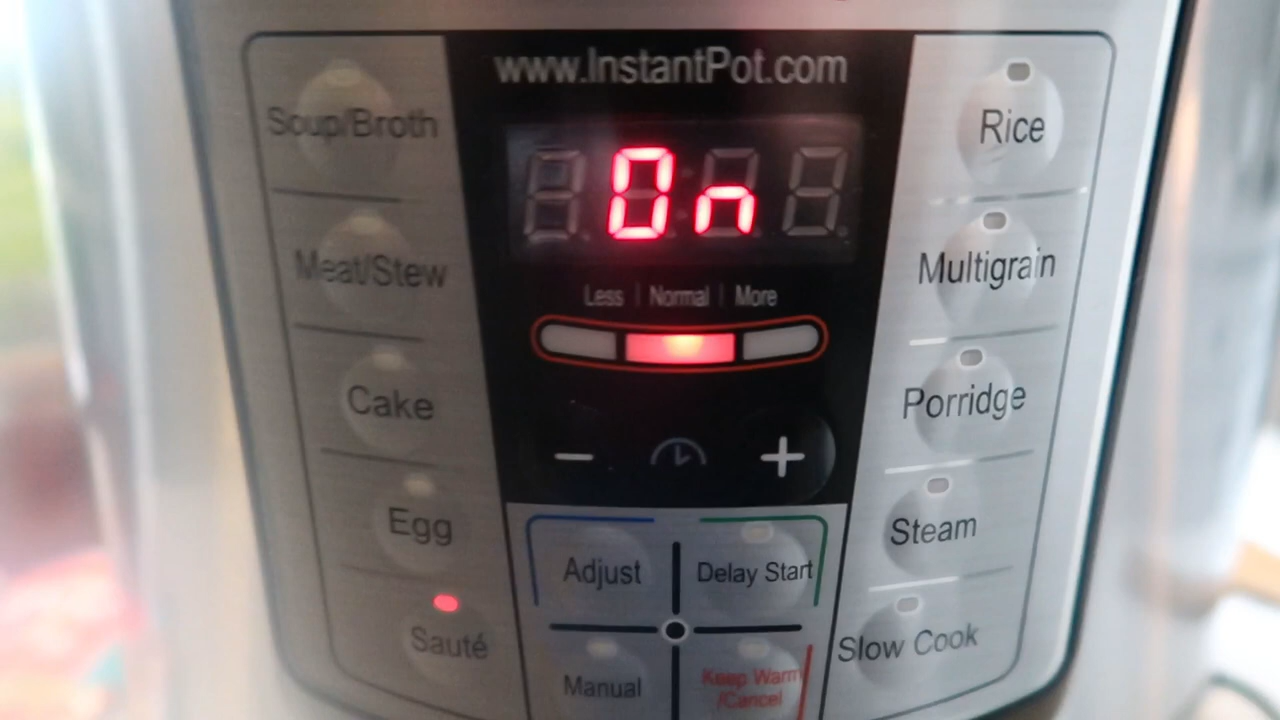 www.InstantPot.com
On
Less | Normal | More
Soup/Broth
Meat/Stew
Cake
Egg
Sauté
− +
Adjust
Delay Start
Manual
Keep Warm
/Cancel
Rice
Multigrain
Porridge
Steam
Slow Cook